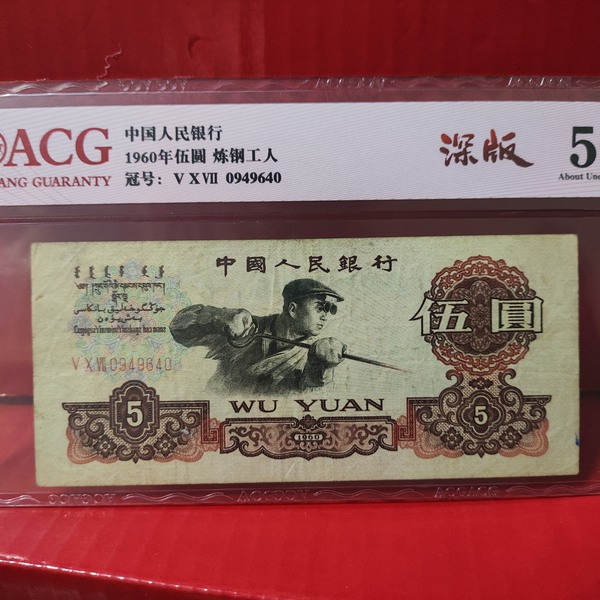 ACG
ANG GUARANTY
中国人民银行
1960年伍圆 炼钢工人
冠号: V X VII 0949640
深版
5
About Unc
中國人民銀行
伍圓
V X VII 0949640
5
WU YUAN
1960
5